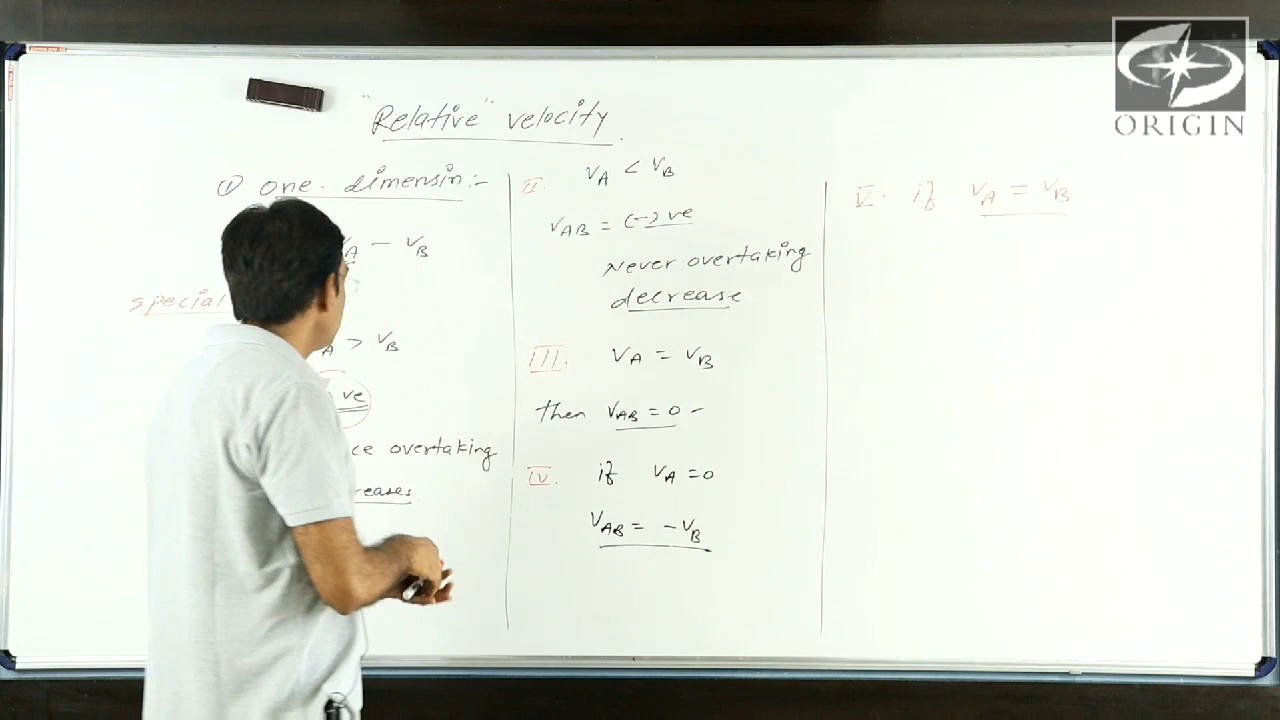 "Relative" velocity
① one. dimensin:-
A - VB
special
A > VB
ve
ce overtaking
reases.
II. VA < VB
VAB = (-) ve
Never overtaking
decrease
III. VA = VB
then VAB = 0 -
IV. if VA = 0
VAB = - VB
V. if VA = VB
ORIGIN